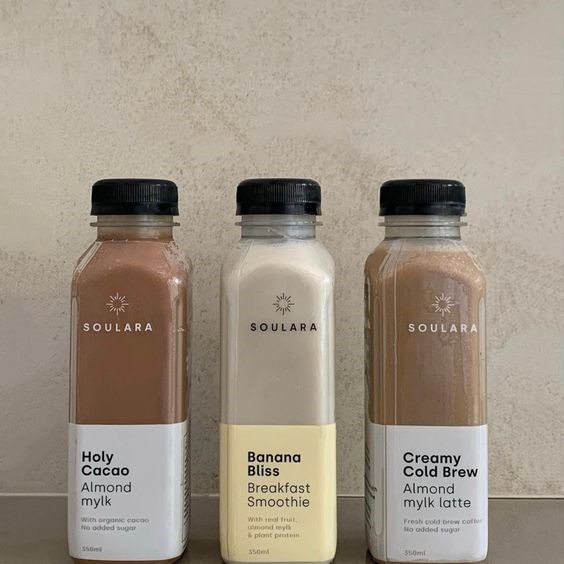 SOULARA
Holy
Cacao
Almond
mylk
With organic cacao
No added sugar
350ml
SOULARA
Banana
Bliss
Breakfast
Smoothie
With real fruit,
almond mylk
& plant protein
350ml
SOULARA
Creamy
Cold Brew
Almond
mylk latte
Fresh cold brew coffee
No added sugar
350ml